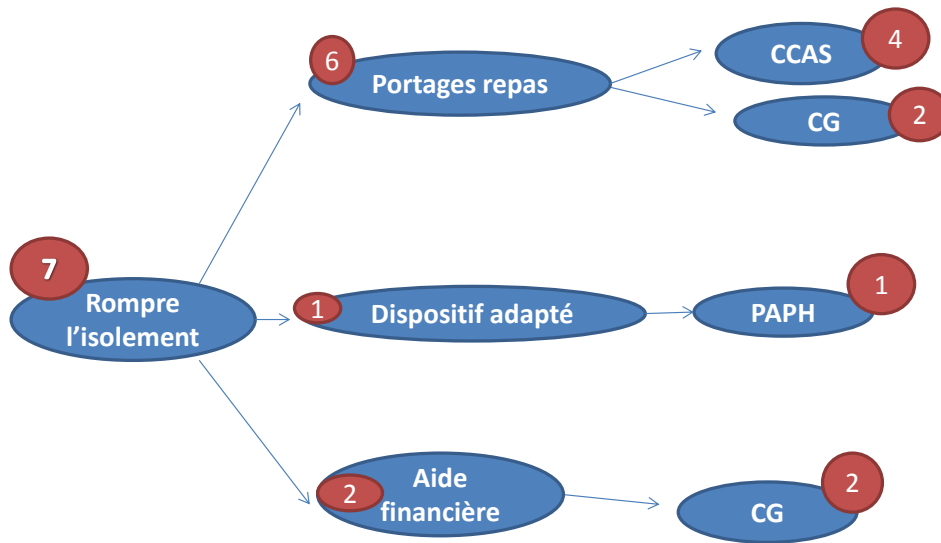 6
Portages repas
CCAS
4
CG
2
7
Rompre
l’isolement
1
Dispositif adapté
PAPH
1
2
Aide
financière
CG
2